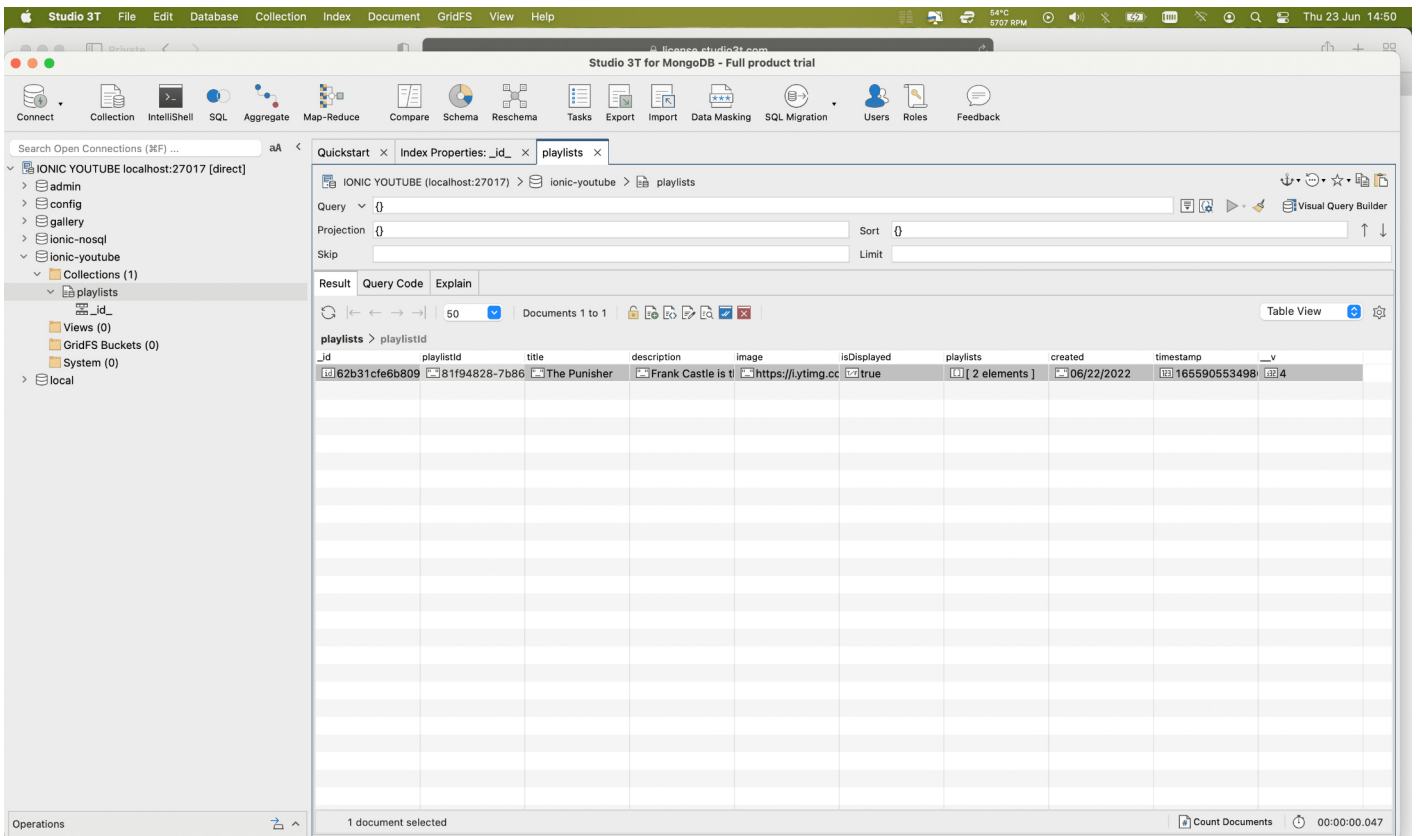 Studio 3T File Edit Database Collection Index Document GridFS View Help 54°C 5707 RPM Thu 23 Jun 14:50
Private license.studio3t.com
Studio 3T for MongoDB - Full product trial
Connect Collection IntelliShell SQL Aggregate Map-Reduce Compare Schema Reschema Tasks Export Import Data Masking SQL Migration Users Roles Feedback
Search Open Connections (⌘F) ... aA
IONIC YOUTUBE localhost:27017 [direct]
admin
config
gallery
ionic-nosql
ionic-youtube
Collections (1)
playlists
_id_
Views (0)
GridFS Buckets (0)
System (0)
local
Operations
Quickstart Index Properties: _id_ playlists
IONIC YOUTUBE (localhost:27017) > ionic-youtube > playlists
Query {} Visual Query Builder
Projection {} Sort {}
Skip Limit
Result Query Code Explain
50 Documents 1 to 1 Table View
playlists > playlistId
_id playlistId title description image isDisplayed playlists created timestamp __v
62b31cfe6b809 81f94828-7b86 The Punisher Frank Castle is https://i.ytimg.cc true [ 2 elements ] 06/22/2022 165590553498 4
1 document selected Count Documents 00:00:00.047